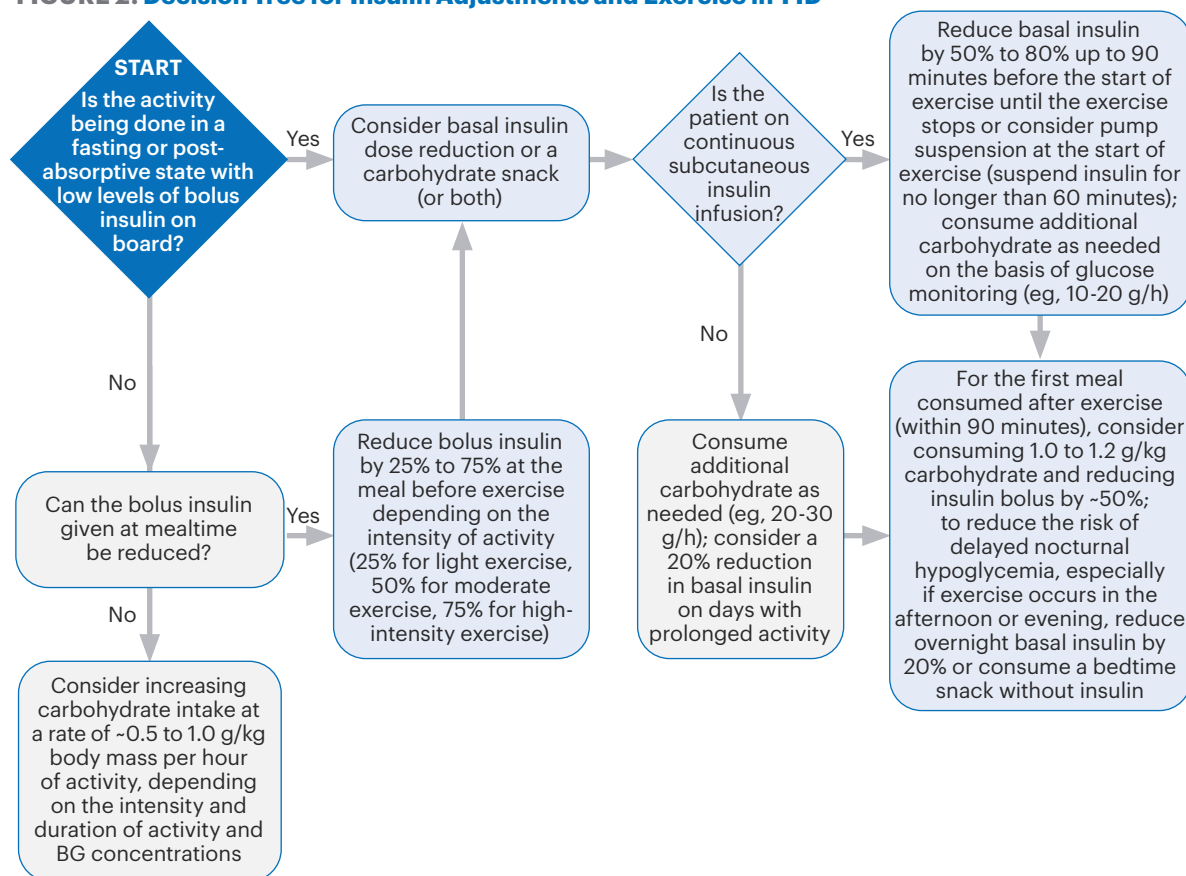 FIGURE 2. Decision Tree for Insulin Adjustments and Exercise in T1D
START
Is the activity
being done in a
fasting or post-
absorptive state with
low levels of bolus
insulin on
board?
Yes
Consider basal insulin
dose reduction or a
carbohydrate snack
(or both)
Is the
patient on
continuous
subcutaneous
insulin
infusion?
Yes
Reduce basal insulin
by 50% to 80% up to 90
minutes before the start of
exercise until the exercise
stops or consider pump
suspension at the start of
exercise (suspend insulin for
no longer than 60 minutes);
consume additional
carbohydrate as needed
on the basis of glucose
monitoring (eg, 10-20 g/h)
No
Can the bolus insulin
given at mealtime
be reduced?
Yes
Reduce bolus insulin
by 25% to 75% at the
meal before exercise
depending on the
intensity of activity
(25% for light exercise,
50% for moderate
exercise, 75% for high-
intensity exercise)
No
Consume
additional
carbohydrate as
needed (eg, 20-30
g/h); consider a
20% reduction
in basal insulin
on days with
prolonged activity
For the first meal
consumed after exercise
(within 90 minutes), consider
consuming 1.0 to 1.2 g/kg
carbohydrate and reducing
insulin bolus by ~50%;
to reduce the risk of
delayed nocturnal
hypoglycemia, especially
if exercise occurs in the
afternoon or evening, reduce
overnight basal insulin by
20% or consume a bedtime
snack without insulin
No
Consider increasing
carbohydrate intake at
a rate of ~0.5 to 1.0 g/kg
body mass per hour
of activity, depending
on the intensity and
duration of activity and
BG concentrations